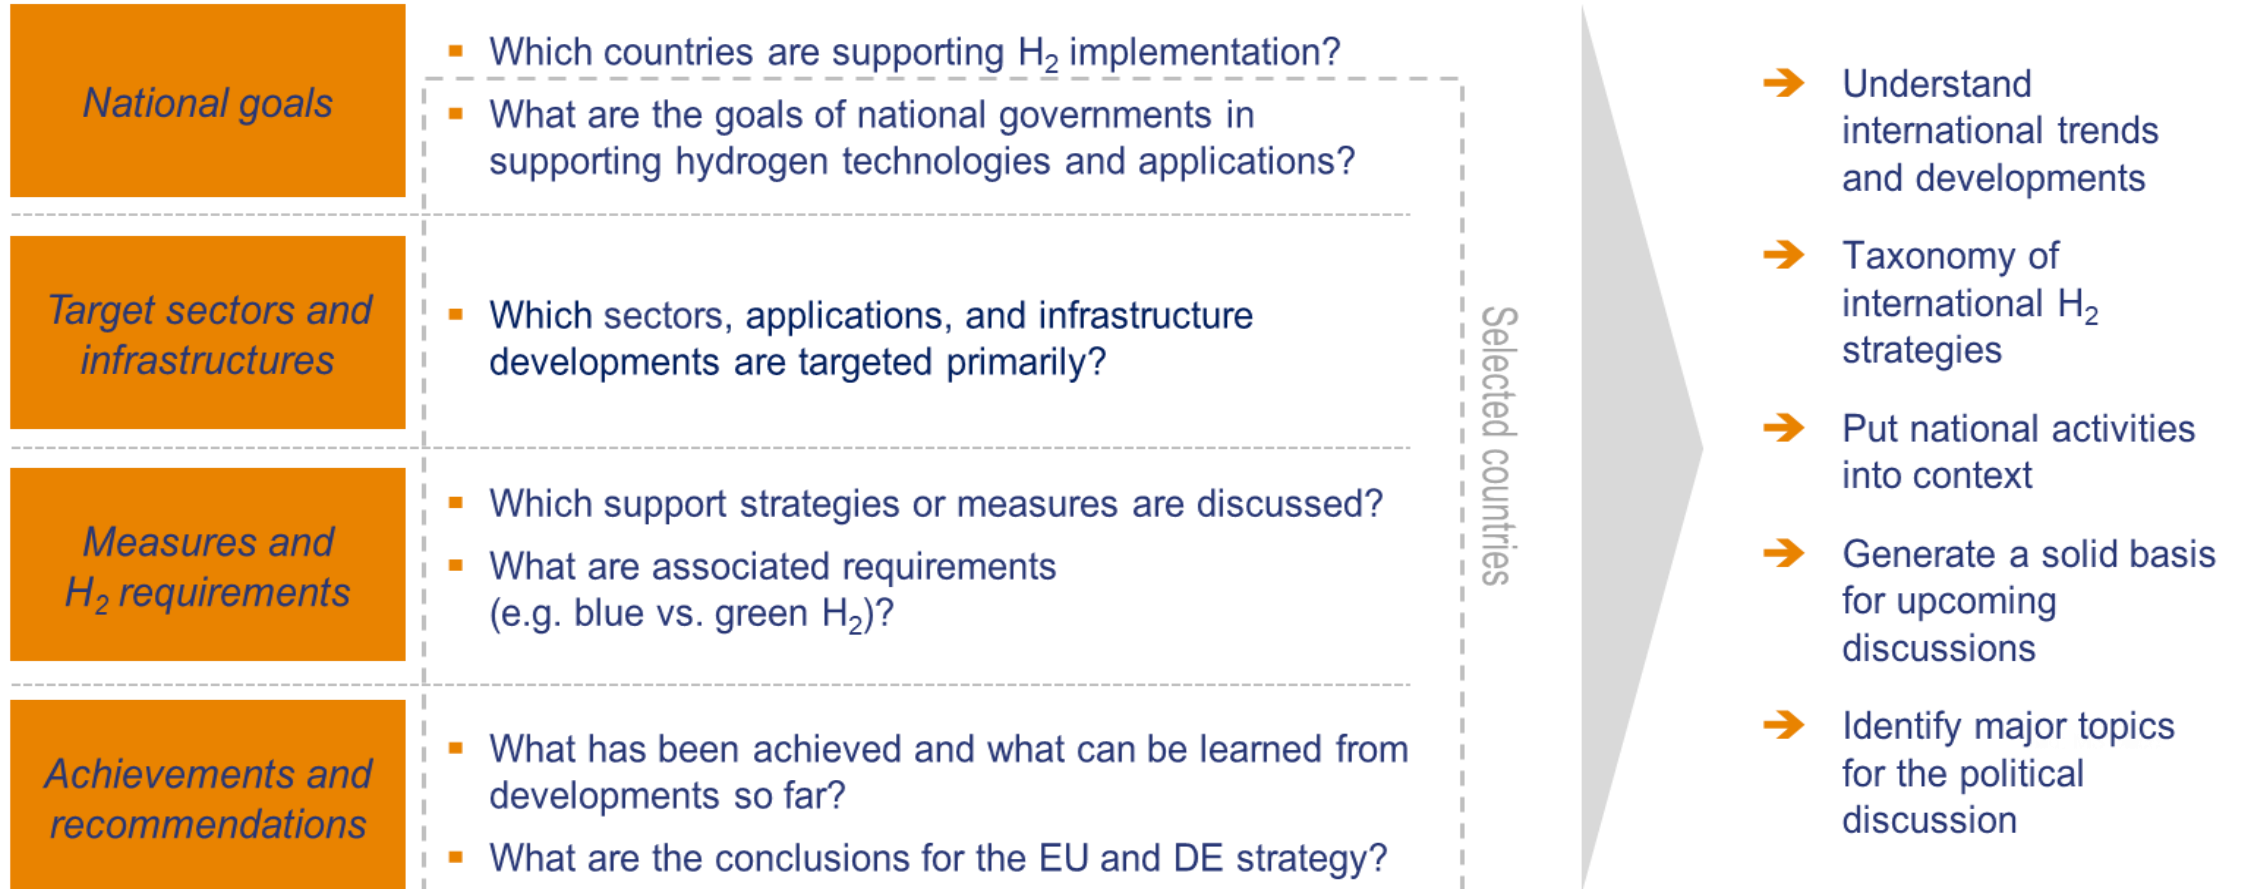 National goals
Which countries are supporting H₂ implementation?
What are the goals of national governments in
supporting hydrogen technologies and applications?
Target sectors and
infrastructures
Which sectors, applications, and infrastructure
developments are targeted primarily?
Measures and
H₂ requirements
Which support strategies or measures are discussed?
What are associated requirements
(e.g. blue vs. green H₂)?
Achievements and
recommendations
What has been achieved and what can be learned from
developments so far?
What are the conclusions for the EU and DE strategy?
Selected countries
Understand
international trends
and developments
Taxonomy of
international H₂
strategies
Put national activities
into context
Generate a solid basis
for upcoming
discussions
Identify major topics
for the political
discussion